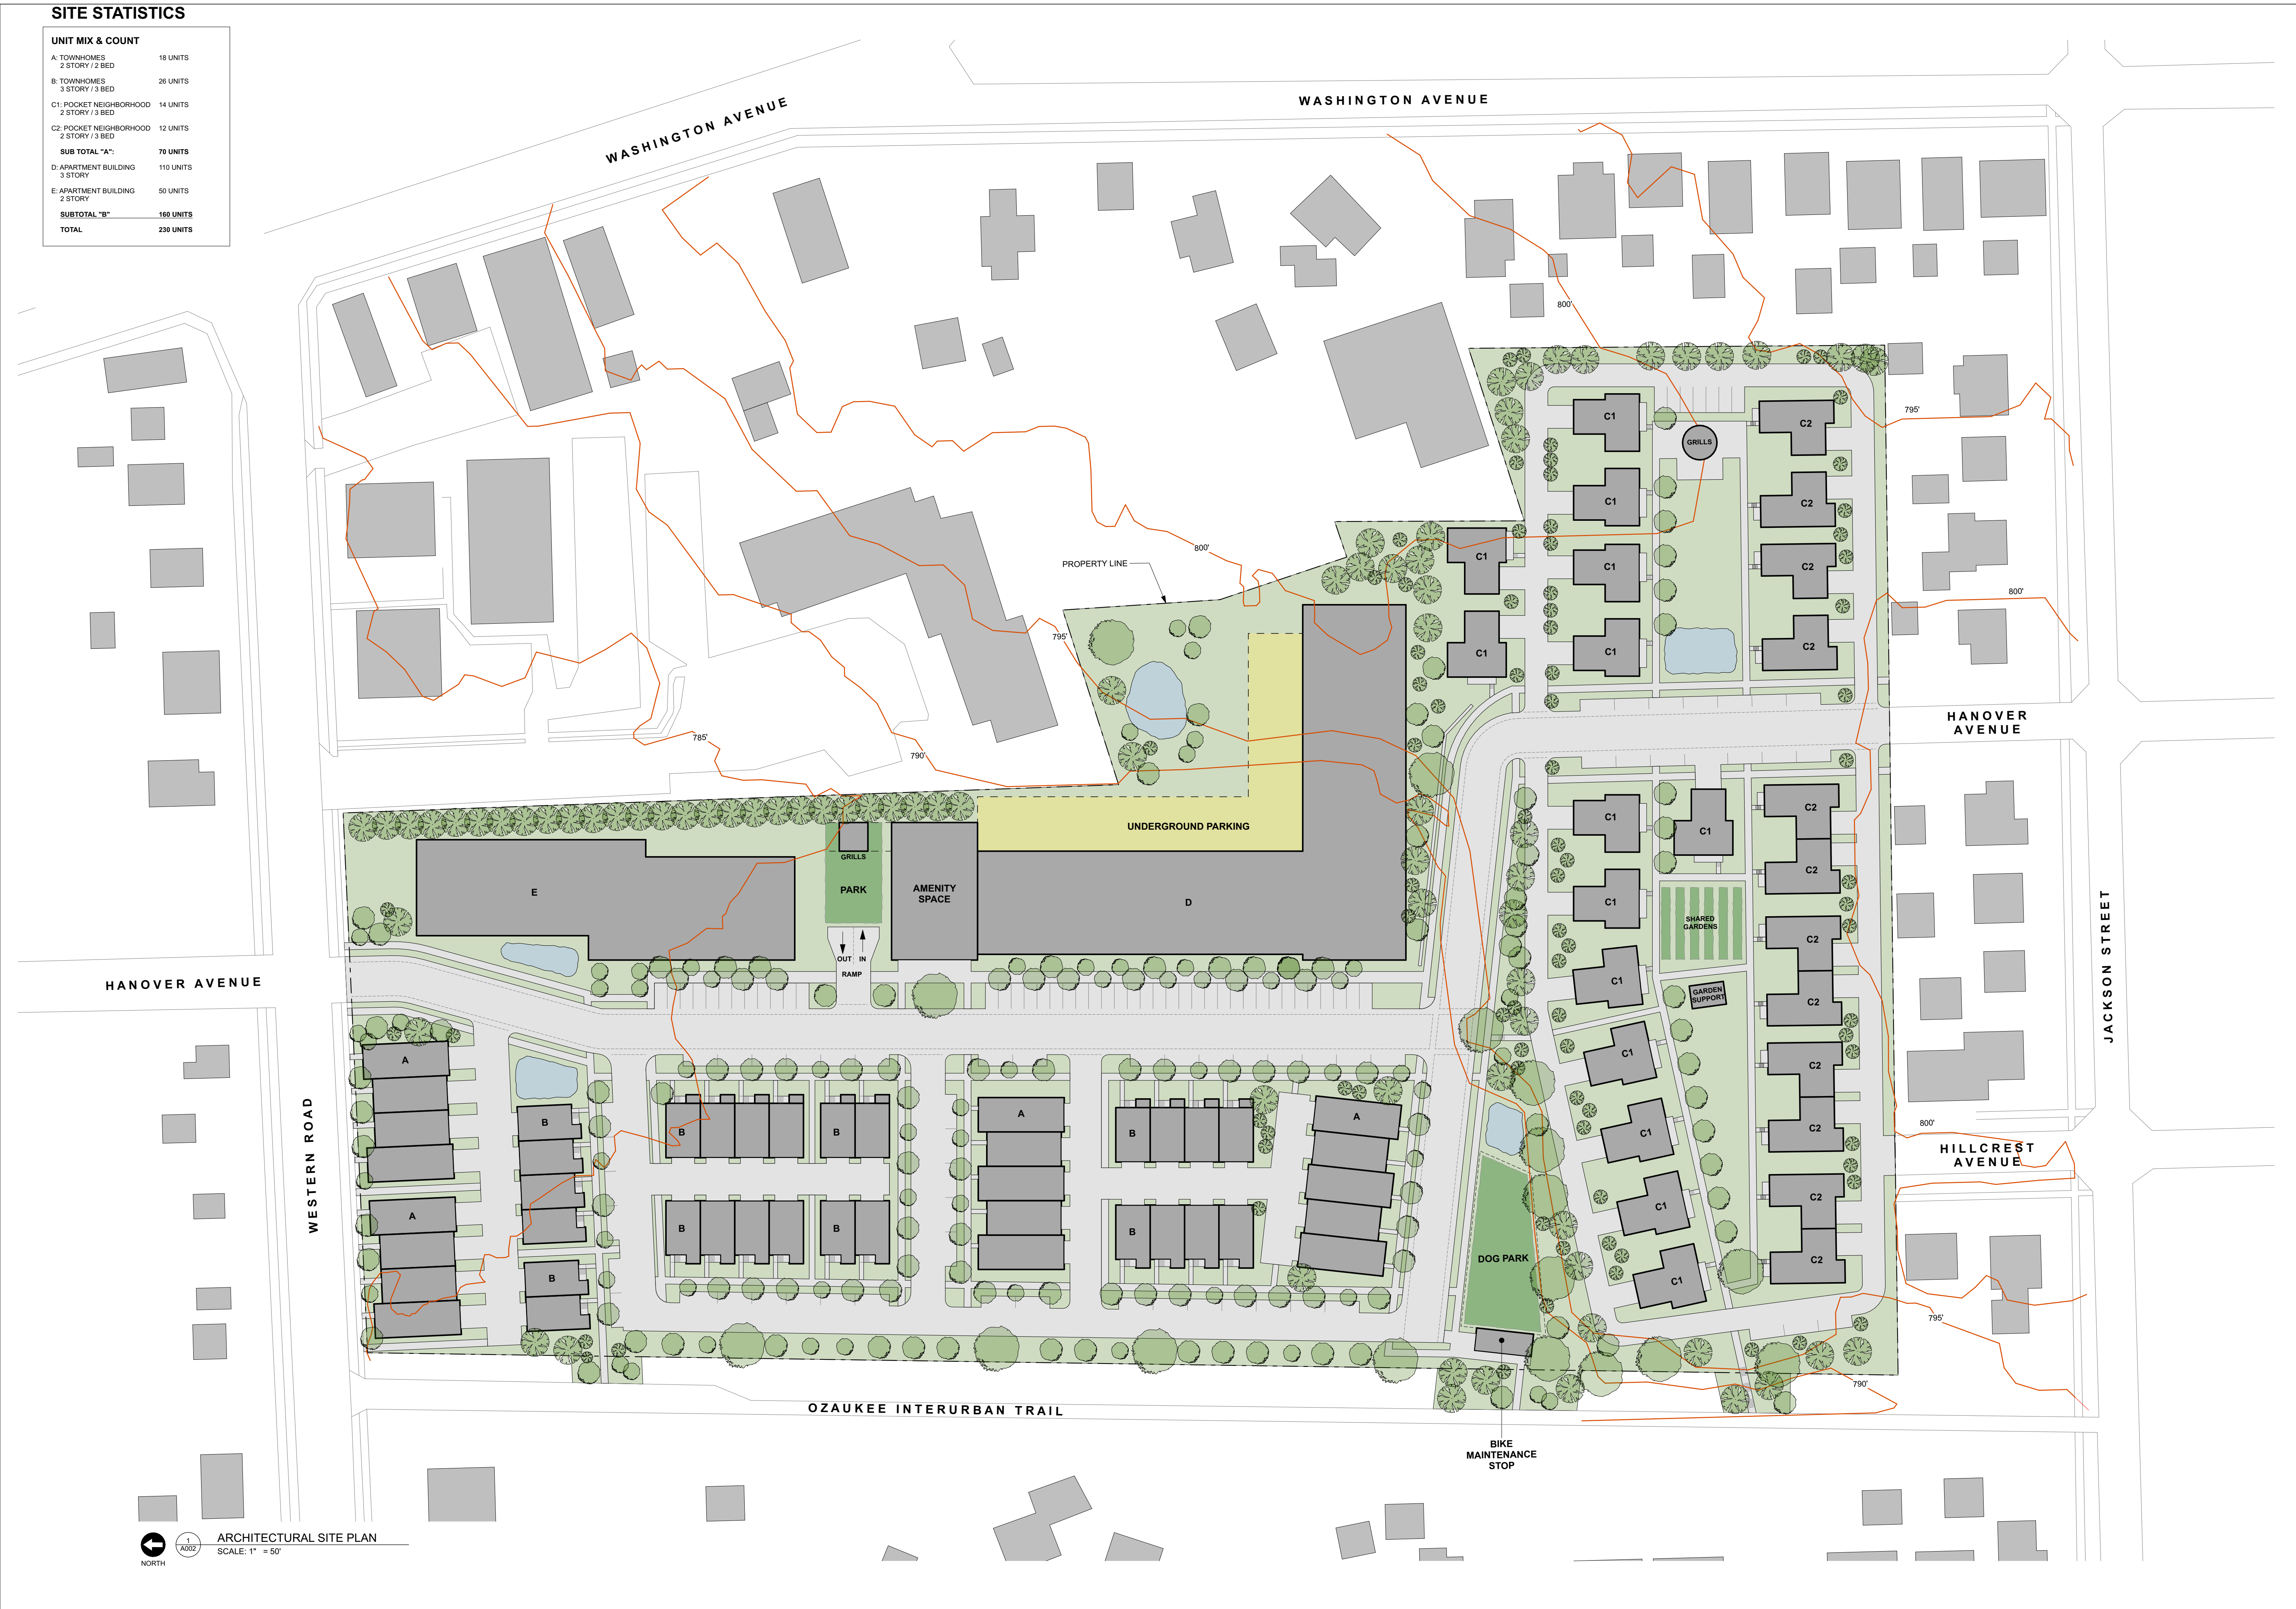 SITE STATISTICS
UNIT MIX & COUNT
A: TOWNHOMES 18 UNITS
2 STORY / 2 BED
B: TOWNHOMES 26 UNITS
3 STORY / 3 BED
C1: POCKET NEIGHBORHOOD 14 UNITS
2 STORY / 3 BED
C2: POCKET NEIGHBORHOOD 12 UNITS
2 STORY / 3 BED
SUB TOTAL "A": 70 UNITS
D: APARTMENT BUILDING 110 UNITS
3 STORY
E: APARTMENT BUILDING 50 UNITS
2 STORY
SUBTOTAL "B" 160 UNITS
TOTAL 230 UNITS
WASHINGTON AVENUE
WASHINGTON AVENUE
800'
795'
C1
C2
GRILLS
C1
C2
800'
PROPERTY LINE
C1
C1
C2
800'
795'
C1
C1
C2
785'
790'
HANOVER
AVENUE
UNDERGROUND PARKING
C1
C1
C2
GRILLS
C2
E
PARK
AMENITY
SPACE
D
C1
SHARED
GARDENS
C2
JACKSON STREET
OUT IN
RAMP
HANOVER AVENUE
C1
GARDEN
SUPPORT
C2
A
C1
C2
WESTERN ROAD
B
B
B
A
B
A
C1
C2
800'
HILLCREST
AVENUE
A
B
B
B
C1
C2
B
DOG PARK
C1
C2
795'
790'
OZAUKEE INTERURBAN TRAIL
BIKE
MAINTENANCE
STOP
NORTH
1
A002
ARCHITECTURAL SITE PLAN
SCALE: 1" = 50'